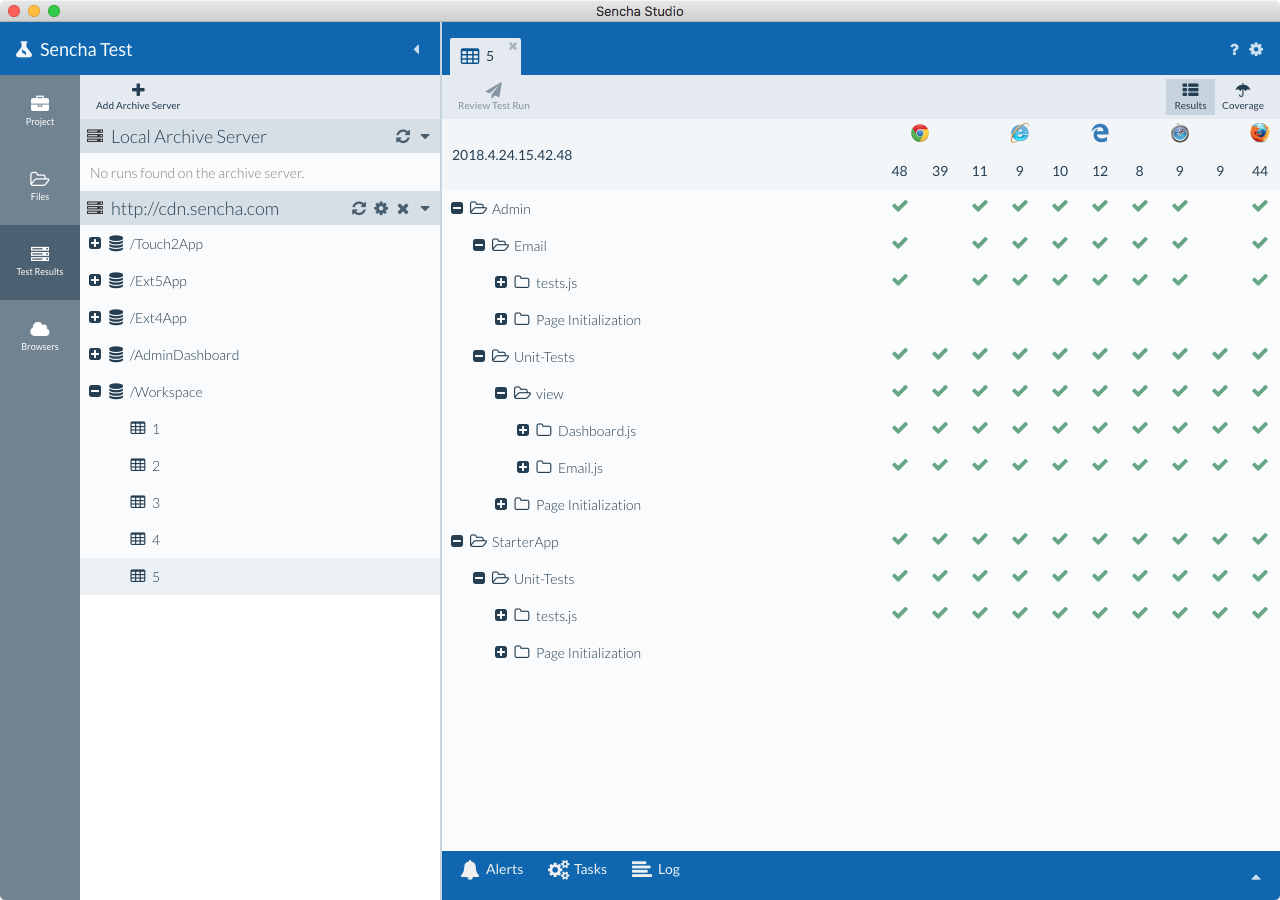 Sencha Studio
Sencha Test
5
?
Project
Files
Test Results
Browsers
Add Archive Server
Local Archive Server
No runs found on the archive server.
http://cdn.sencha.com
/Touch2App
/Ext5App
/Ext4App
/AdminDashboard
/Workspace
1
2
3
4
5
Review Test Run
Results
Coverage
2018.4.24.15.42.48
48 39 11 9 10 12 8 9 9 44
Admin
Email
tests.js
Page Initialization
Unit-Tests
view
Dashboard.js
Email.js
Page Initialization
StarterApp
Unit-Tests
tests.js
Page Initialization
Alerts
Tasks
Log